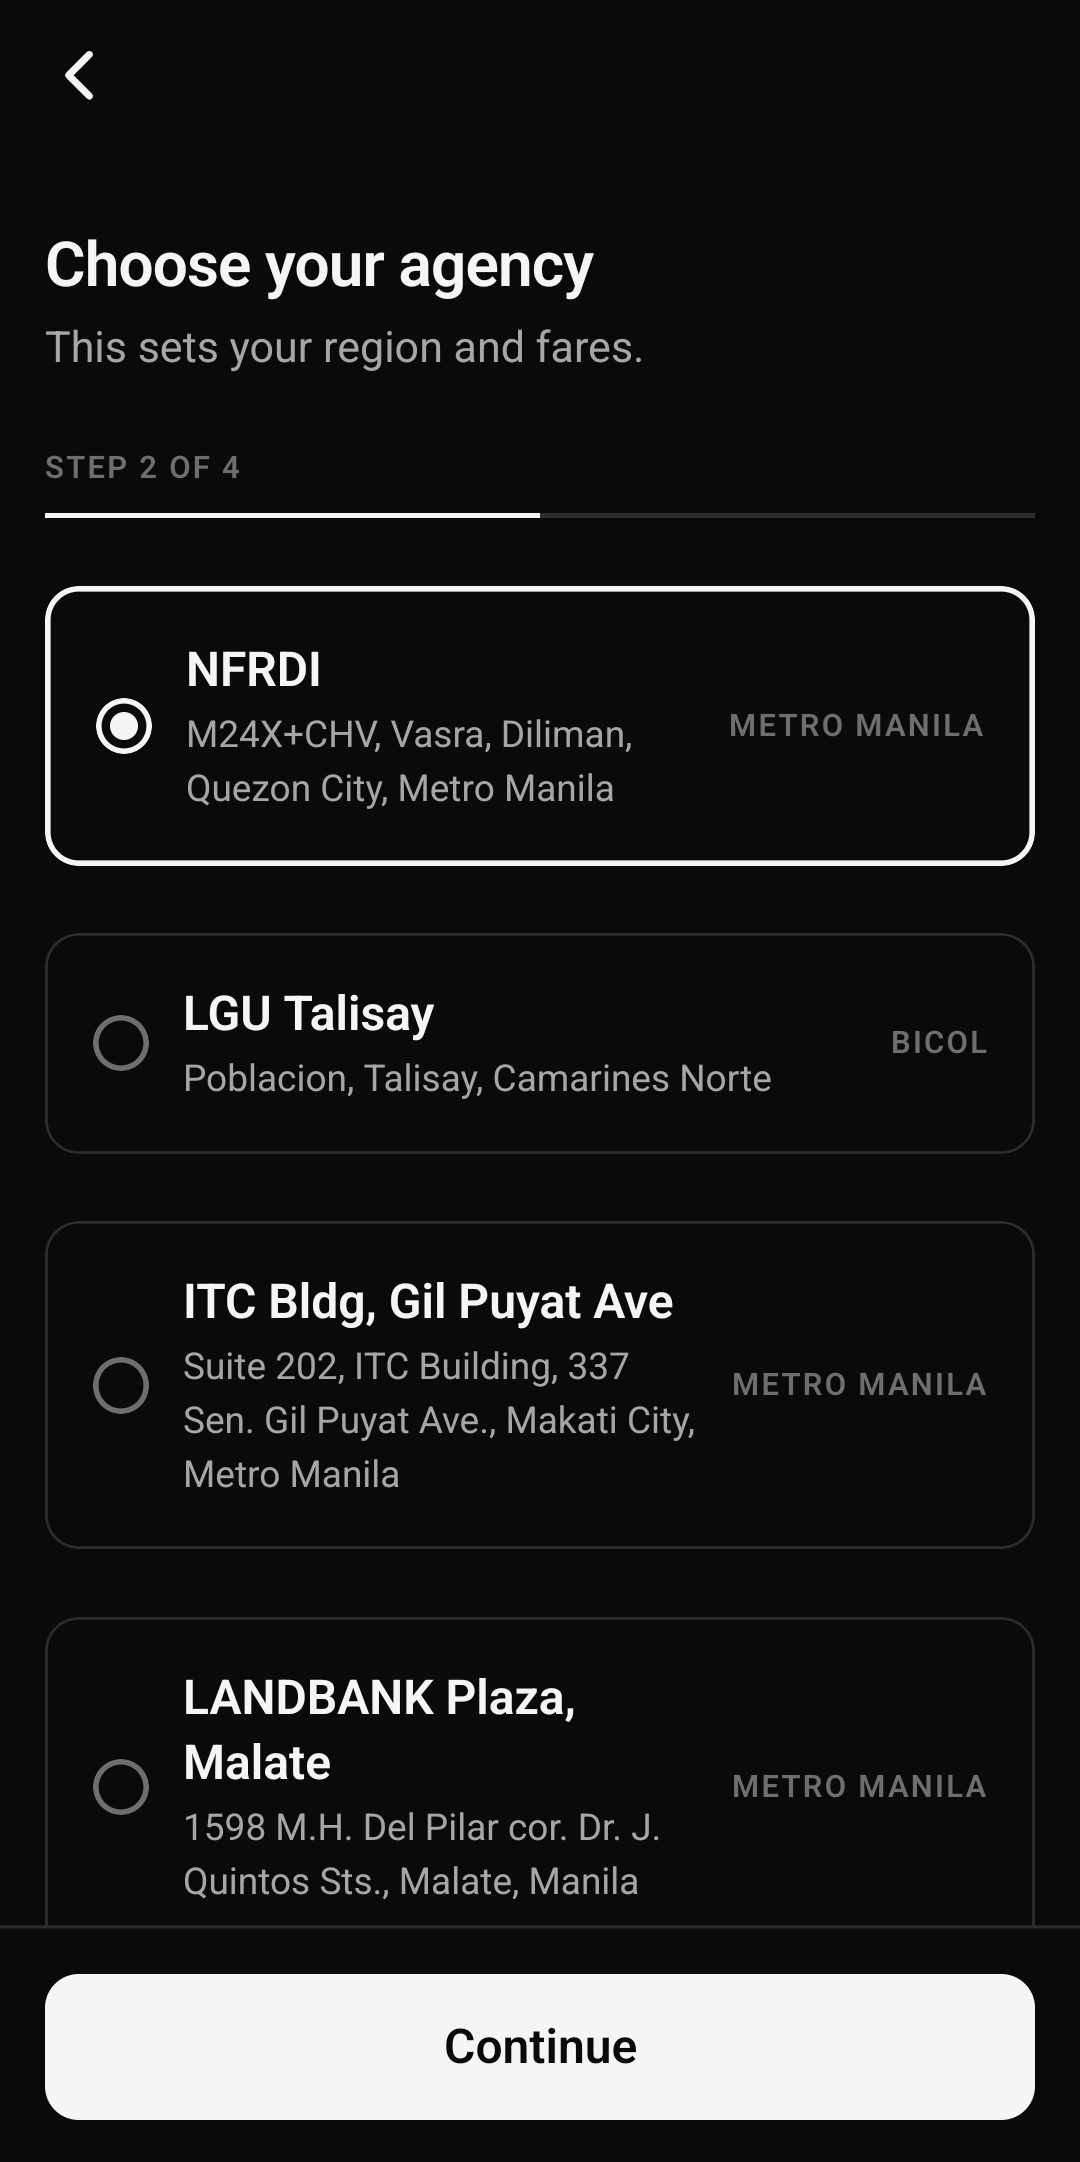 Choose your agency
This sets your region and fares.
STEP 2 OF 4
NFRDI
M24X+CHV, Vasra, Diliman,
Quezon City, Metro Manila
METRO MANILA
LGU Talisay
Poblacion, Talisay, Camarines Norte
BICOL
ITC Bldg, Gil Puyat Ave
Suite 202, ITC Building, 337
Sen. Gil Puyat Ave., Makati City,
Metro Manila
METRO MANILA
LANDBANK Plaza,
Malate
1598 M.H. Del Pilar cor. Dr. J.
Quintos Sts., Malate, Manila
METRO MANILA
Continue